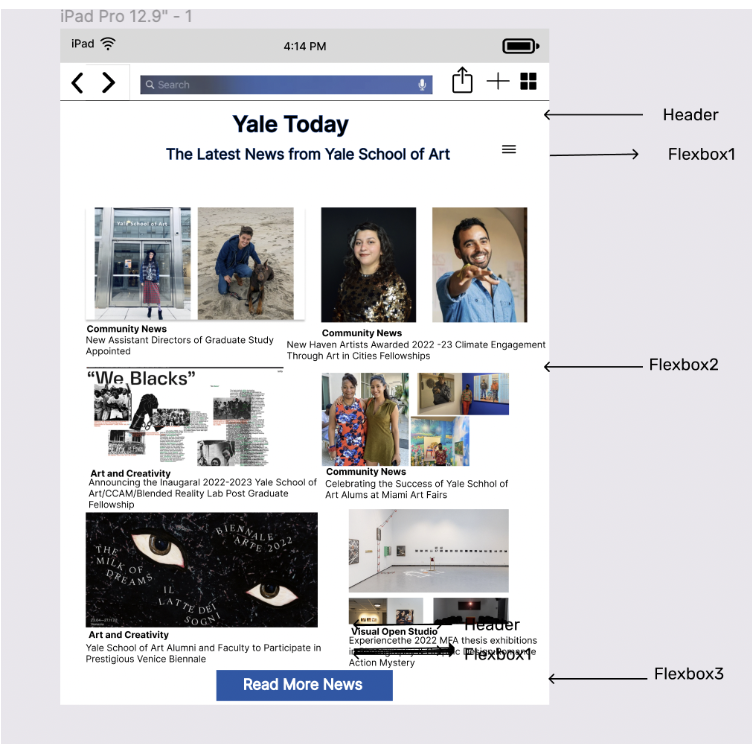 iPad Pro 12.9" - 1
iPad
4:14 PM
Search
Yale Today
Header
The Latest News from Yale School of Art
Flexbox1
Yale School of Art
Community News
New Assistant Directors of Graduate Study
Appointed
Community News
New Haven Artists Awarded 2022 -23 Climate Engagement
Through Art in Cities Fellowships
Flexbox2
“We Blacks”
Art and Creativity
Announcing the Inaugaral 2022-2023 Yale School of
Art/CCAM/Blended Reality Lab Post Graduate
Fellowship
Community News
Celebrating the Success of Yale Schhol of
Art Alums at Miami Art Fairs
BIENNALE
ARTE 2022
THE
MILK OF
DREAMS
IL
LATTE DEI
SOGNI
Art and Creativity
Yale School of Art Alumni and Faculty to Participate in
Prestigious Venice Biennale
Header
Visual Open Studio
Experiencethe 2022 MFA thesis exhibitions
Flexbox1
Action Mystery
Read More News
Flexbox3